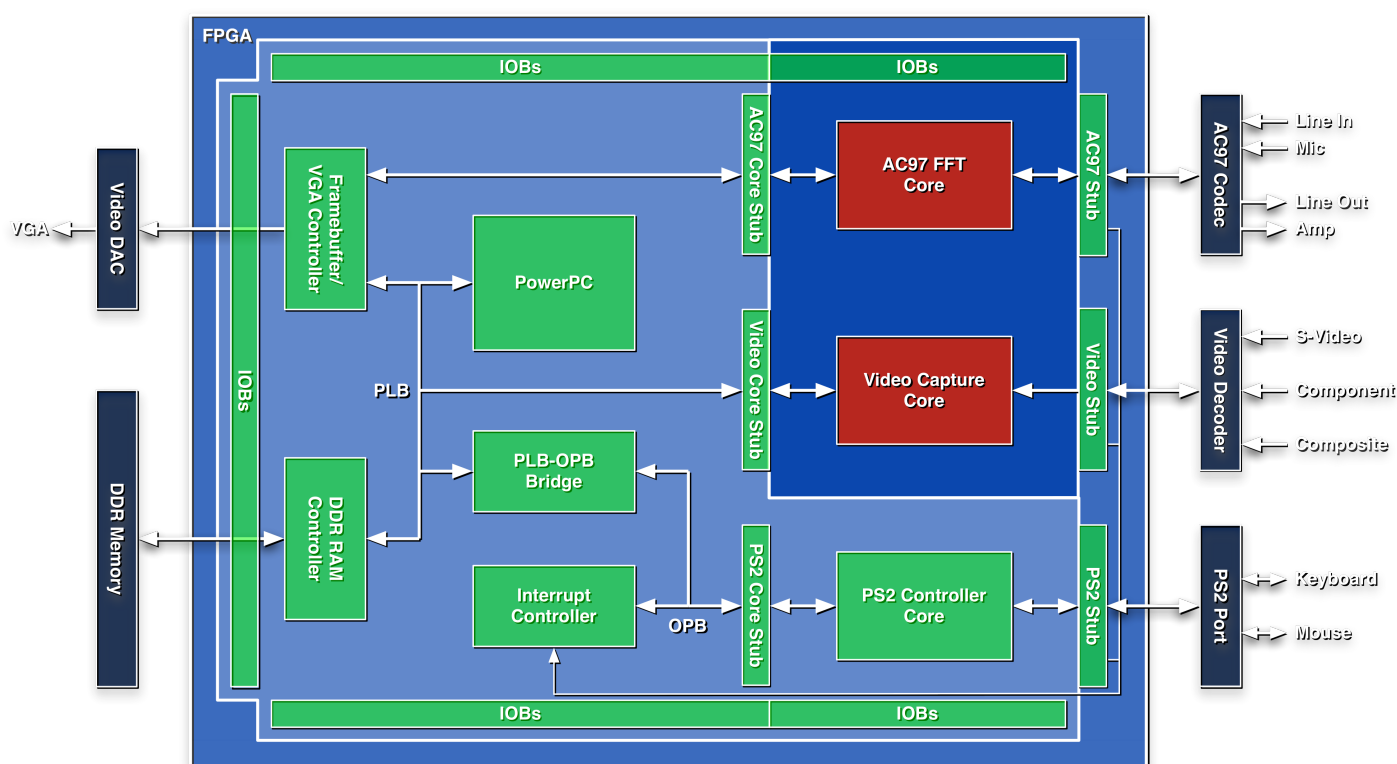 FPGA
IOBs
IOBs
AC97 Core Stub
AC97 FFT
Core
AC97 Stub
AC97 Codec
Line In
Mic
Line Out
Amp
VGA
Video DAC
Framebuffer/
VGA Controller
PowerPC
IOBs
PLB
Video Core Stub
Video Capture
Core
Video Stub
Video Decoder
S-Video
Component
Composite
DDR Memory
DDR RAM
Controller
PLB-OPB
Bridge
Interrupt
Controller
OPB
PS2 Core Stub
PS2 Controller
Core
PS2 Stub
PS2 Port
Keyboard
Mouse
IOBs
IOBs